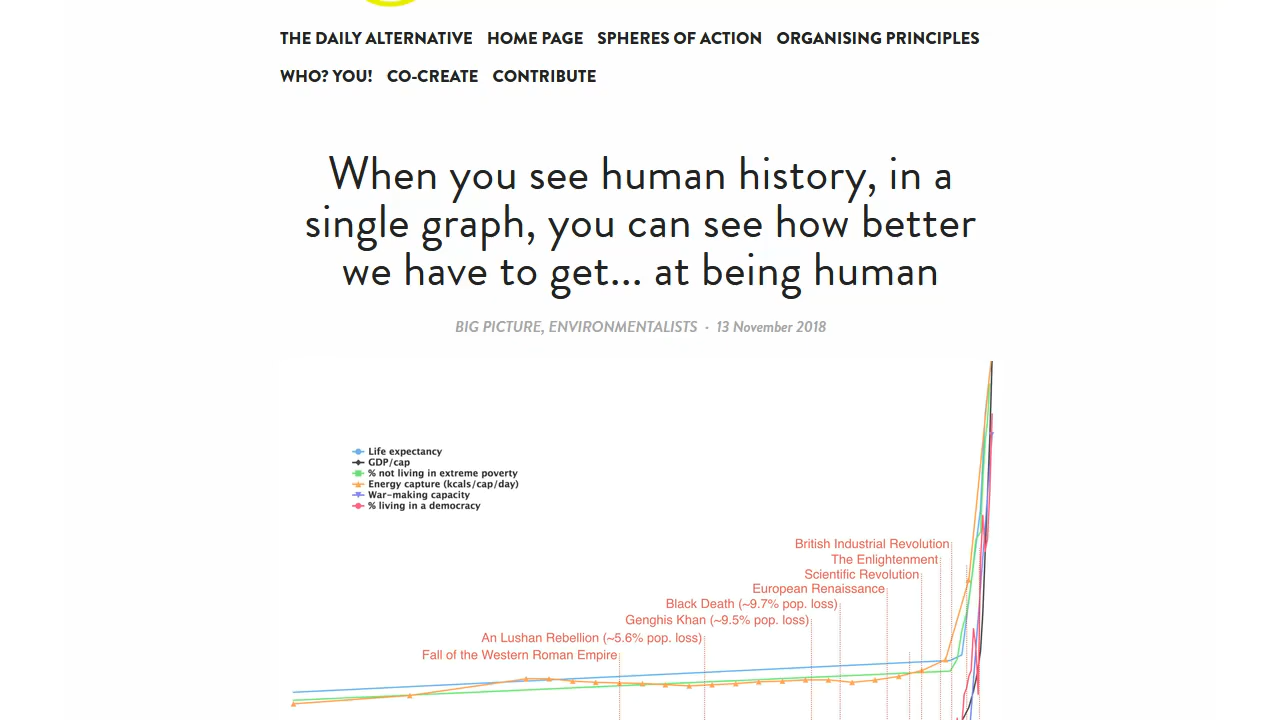 THE DAILY ALTERNATIVE HOME PAGE SPHERES OF ACTION ORGANISING PRINCIPLES
WHO? YOU! CO-CREATE CONTRIBUTE
When you see human history, in a
single graph, you can see how better
we have to get... at being human
BIG PICTURE, ENVIRONMENTALISTS · 13 November 2018
Life expectancy
GDP/cap
% not living in extreme poverty
Energy capture (kcals/cap/day)
War-making capacity
% living in a democracy
British Industrial Revolution
The Enlightenment
Scientific Revolution
European Renaissance
Black Death (~9.7% pop. loss)
Genghis Khan (~9.5% pop. loss)
An Lushan Rebellion (~5.6% pop. loss)
Fall of the Western Roman Empire